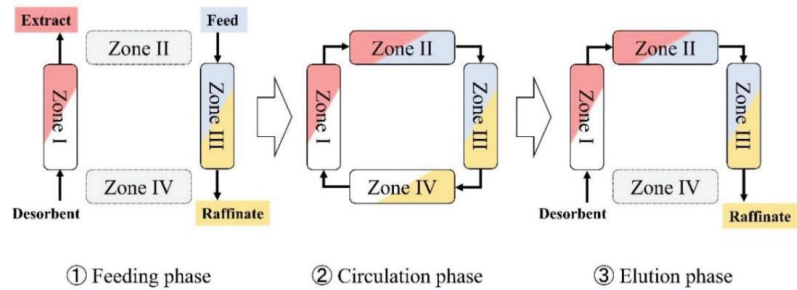 Extract
Feed
Zone II
Zone I
Zone III
Zone IV
Desorbent
Raffinate
① Feeding phase
Zone II
Zone I
Zone III
Zone IV
② Circulation phase
Zone II
Zone I
Zone III
Zone IV
Desorbent
Raffinate
③ Elution phase